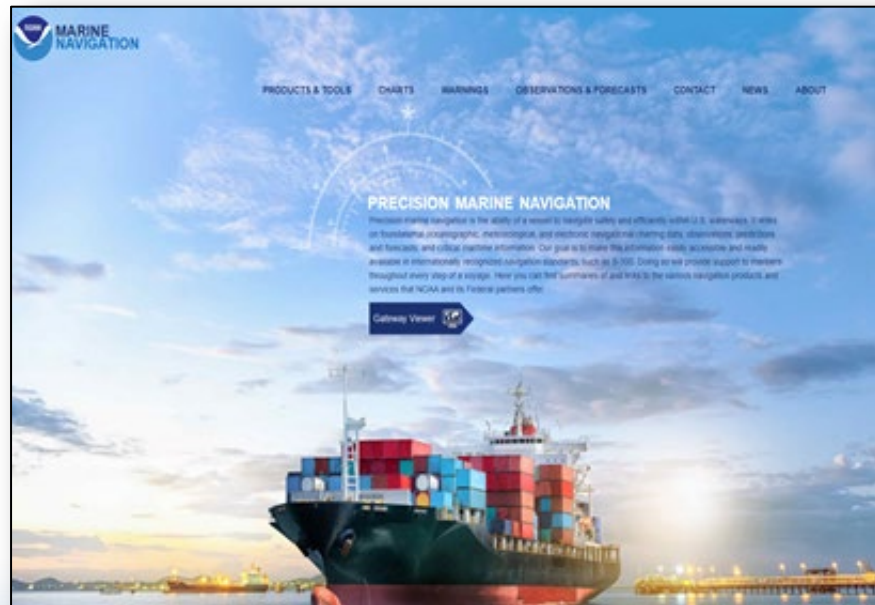 NOAA
MARINE
NAVIGATION
PRODUCTS & TOOLS CHARTS WARNINGS OBSERVATIONS & FORECASTS CONTACT NEWS ABOUT
PRECISION MARINE NAVIGATION
Precision marine navigation is the ability of a vessel to navigate safely and efficiently within U.S. waterways. It relies
on foundational oceanographic, meteorological, and electronic navigational charting data, observations, predictions
and forecasts, and critical maritime information. Our goal is to make this information easily accessible and readily
available in internationally recognized navigation standards, such as S-100. Doing so will provide support to mariners
throughout every step of a voyage. Here you can find summaries of and links to the various navigation products and
services that NOAA and its Federal partners offer.
Gateway Viewer